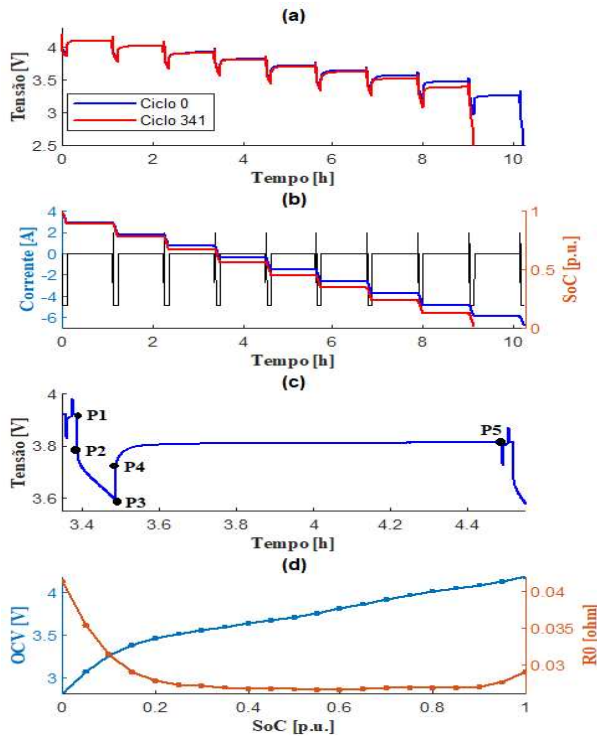 (a)
Tensão [V]
4
3.5
3
2.5
Ciclo 0
Ciclo 341
0 2 4 6 8 10
Tempo [h]
(b)
Corrente [A]
4
2
0
-2
-4
-6
1
0.5
0
SoC [p.u.]
0 2 4 6 8 10
Tempo [h]
(c)
Tensão [V]
4
3.8
3.6
P1
P2
P4
P3
P5
3.4 3.6 3.8 4 4.2 4.4
Tempo [h]
(d)
OCV [V]
4
3.5
3
0.04
0.035
0.03
R0 [ohm]
0 0.2 0.4 0.6 0.8 1
SoC [p.u.]